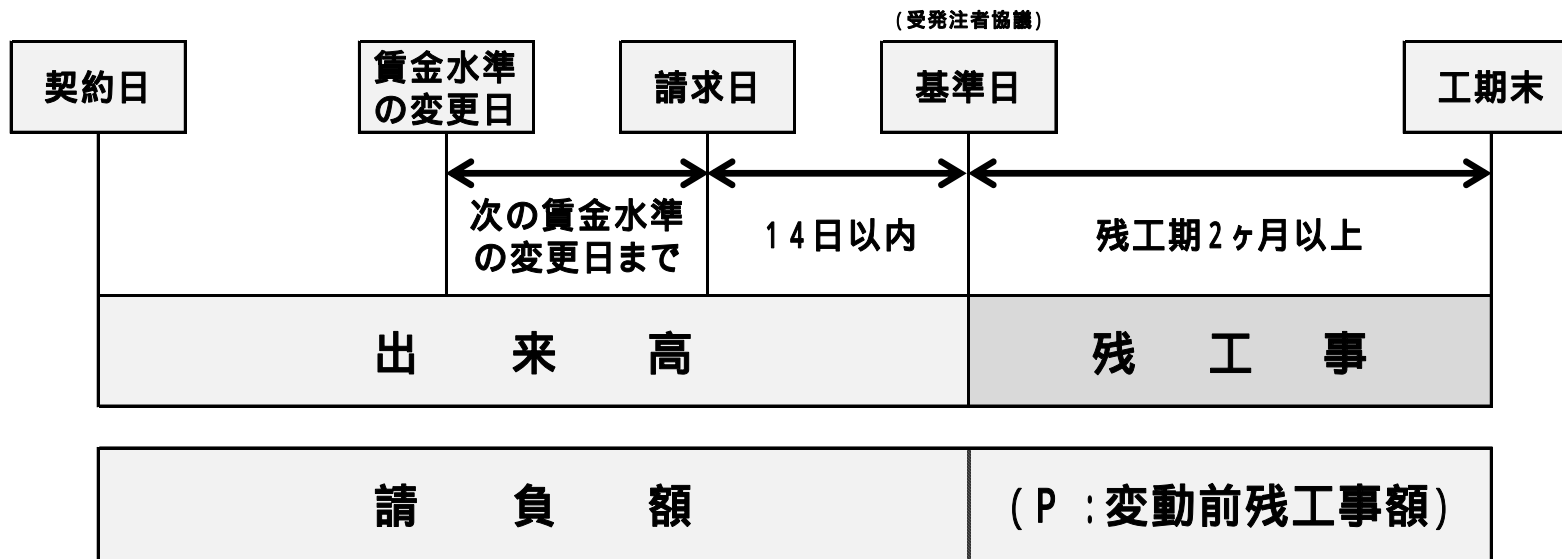 (受発注者協議)
契約日
賃金水準
の変更日
請求日
基準日
工期末
次の賃金水準
の変更日まで
14日以内
残工期2ヶ月以上
出来高
残工事
請負額
(P :変動前残工事額)